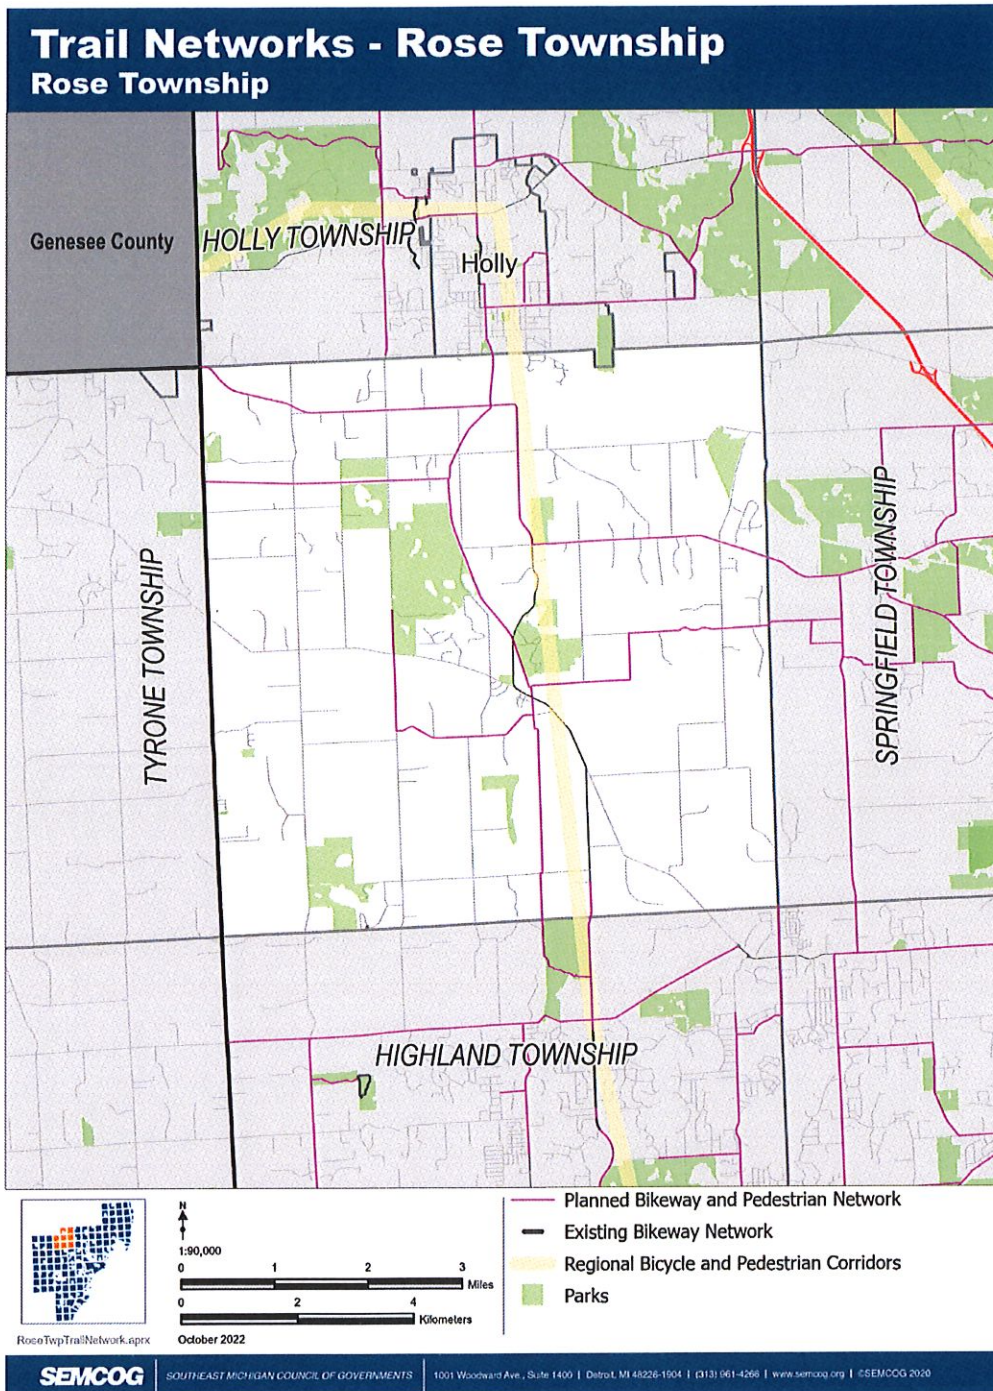 Trail Networks - Rose Township
Rose Township
Genesee County
HOLLY TOWNSHIP
Holly
TYRONE TOWNSHIP
SPRINGFIELD TOWNSHIP
HIGHLAND TOWNSHIP
N
1:90,000
0 1 2 3
Miles
0 2 4
Kilometers
RoseTwpTrailNetwork.aprx
October 2022
Planned Bikeway and Pedestrian Network
Existing Bikeway Network
Regional Bicycle and Pedestrian Corridors
Parks
SEMCOG SOUTHEAST MICHIGAN COUNCIL OF GOVERNMENTS 1001 Woodward Ave., Suite 1400 | Detroit, MI 48226-1904 | (313) 961-4266 | www.semcog.org | ©SEMCOG 2020